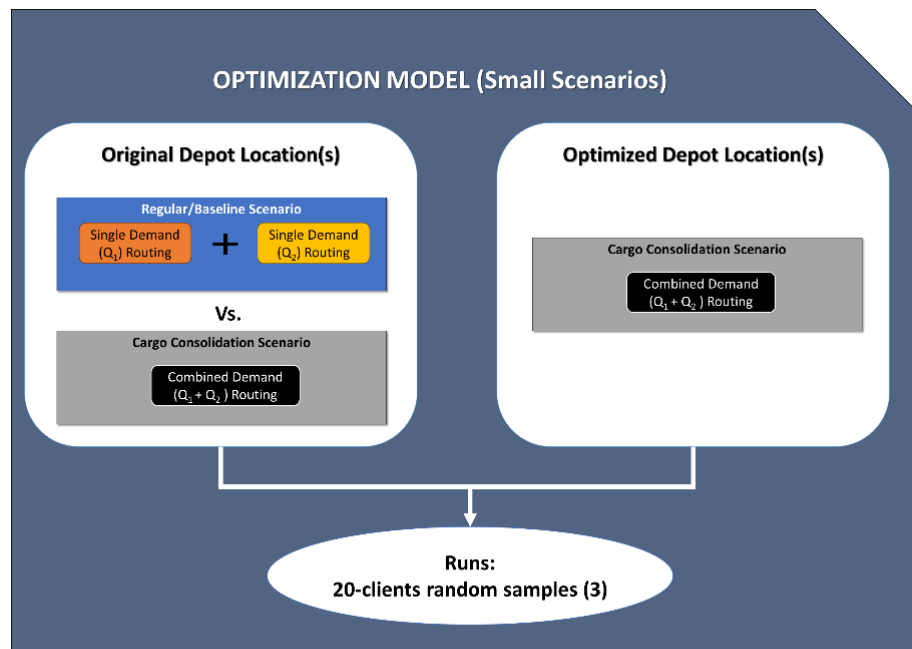 OPTIMIZATION MODEL (Small Scenarios)
Original Depot Location(s)
Regular/Baseline Scenario
Single Demand
(Q₁) Routing
+
Single Demand
(Q₂) Routing
Vs.
Cargo Consolidation Scenario
Combined Demand
(Q₁ + Q₂ ) Routing
Optimized Depot Location(s)
Cargo Consolidation Scenario
Combined Demand
(Q₁ + Q₂ ) Routing
Runs:
20-clients random samples (3)